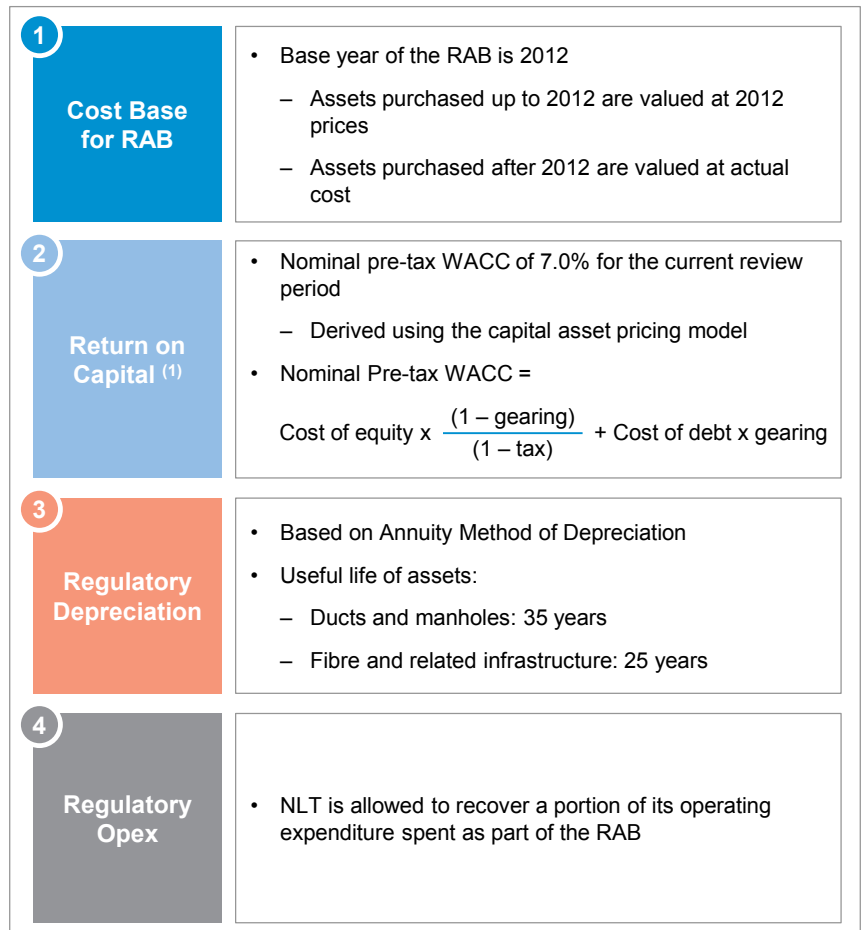 1
Cost Base
for RAB
• Base year of the RAB is 2012
– Assets purchased up to 2012 are valued at 2012
prices
– Assets purchased after 2012 are valued at actual
cost
2
Return on
Capital (1)
• Nominal pre-tax WACC of 7.0% for the current review
period
– Derived using the capital asset pricing model
• Nominal Pre-tax WACC =
Cost of equity x (1 – gearing) / (1 – tax) + Cost of debt x gearing
3
Regulatory
Depreciation
• Based on Annuity Method of Depreciation
• Useful life of assets:
– Ducts and manholes: 35 years
– Fibre and related infrastructure: 25 years
4
Regulatory
Opex
• NLT is allowed to recover a portion of its operating
expenditure spent as part of the RAB